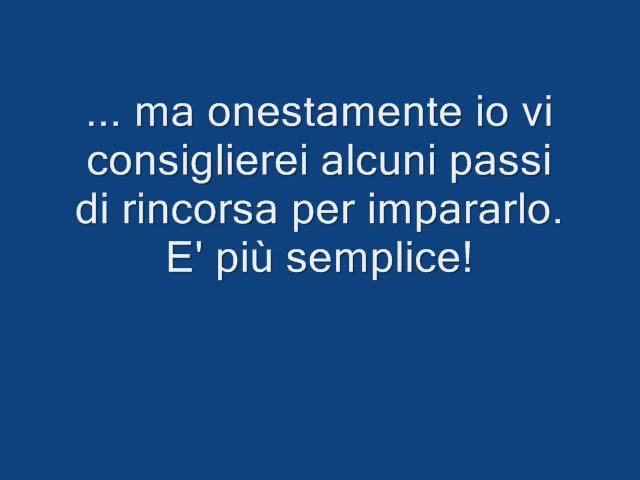 ... ma onestamente io vi
consiglierei alcuni passi
di rincorsa per impararlo.
E' più semplice!